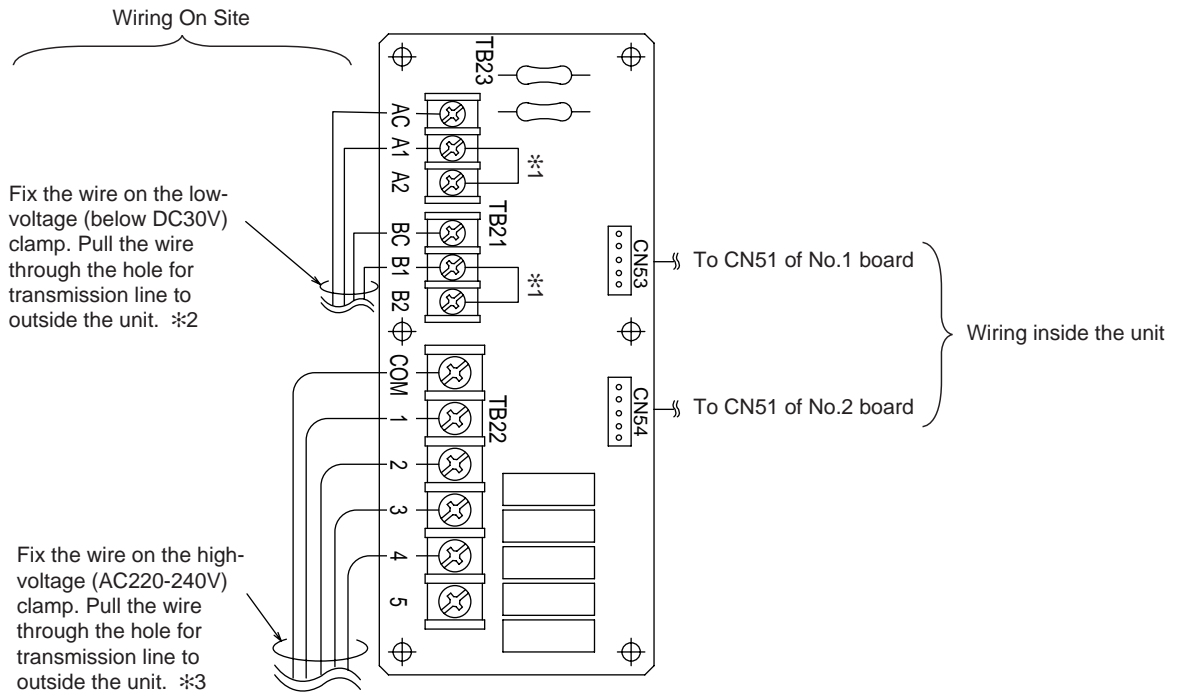 Wiring On Site
TB23
AC
A1
A2
✻1
Fix the wire on the low-
voltage (below DC30V)
clamp. Pull the wire
through the hole for
transmission line to
outside the unit. ✻2
TB21
BC
B1
B2
✻1
CN53
To CN51 of No.1 board
Wiring inside the unit
CN54
To CN51 of No.2 board
COM
TB22
1
2
3
4
5
Fix the wire on the high-
voltage (AC220-240V)
clamp. Pull the wire
through the hole for
transmission line to
outside the unit. ✻3